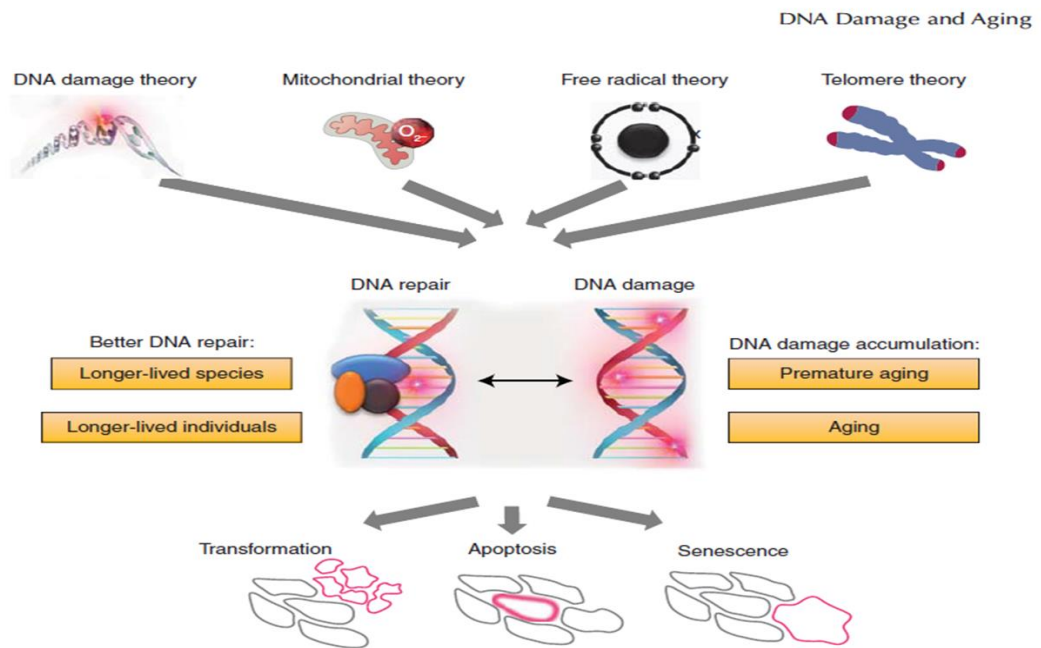 DNA Damage and Aging
DNA damage theory
Mitochondrial theory
Free radical theory
Telomere theory
O2-
x
DNA repair
DNA damage
Better DNA repair:
Longer-lived species
Longer-lived individuals
DNA damage accumulation:
Premature aging
Aging
Transformation
Apoptosis
Senescence